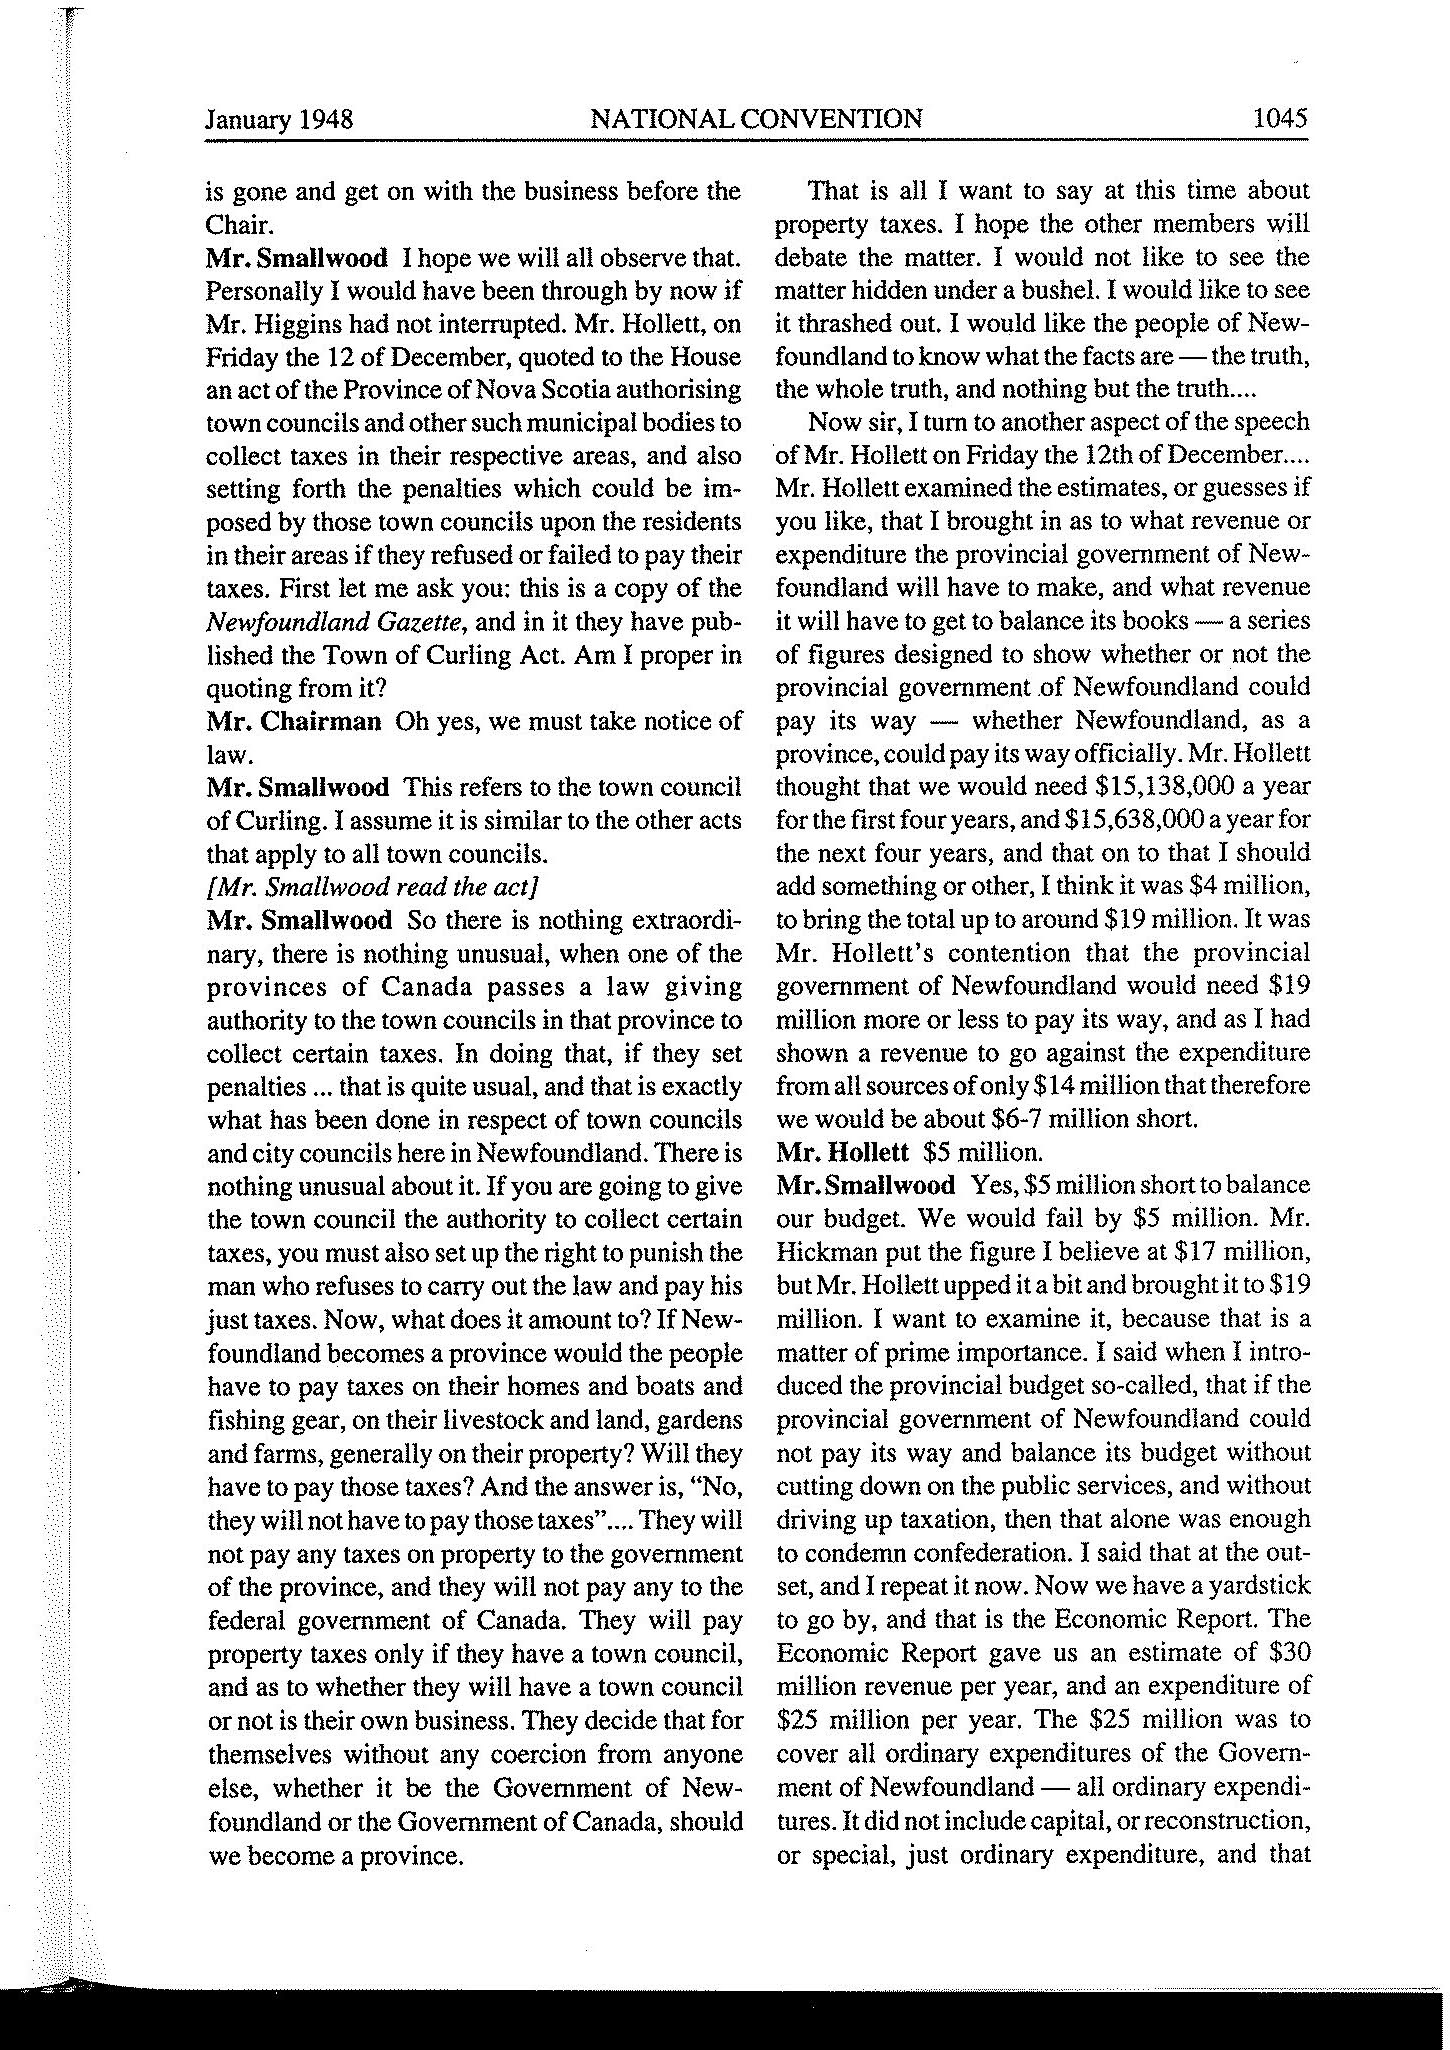 January 1948 NATIONAL CONVENTION 1045
is gone and get on with the business before the
Chair.
Mr. Smallwood I hope we will all observe that.
Personally I would have been through by now if
Mr. Higgins had not interrupted. Mr. Hollett, on
Friday the 12 of December, quoted to the House
an act of the Province of Nova Scotia authorising
town councils and other such municipal bodies to
collect taxes in their respective areas, and also
setting forth the penalties which could be im-
posed by those town councils upon the residents
in their areas if they refused or failed to pay their
taxes. First let me ask you: this is a copy of the
Newfoundland Gazette, and in it they have pub-
lished the Town of Curling Act. Am I proper in
quoting from it?
Mr. Chairman Oh yes, we must take notice of
law.
Mr. Smallwood This refers to the town council
of Curling. I assume it is similar to the other acts
that apply to all town councils.
[Mr. Smallwood read the act]
Mr. Smallwood So there is nothing extraordi-
nary, there is nothing unusual, when one of the
provinces of Canada passes a law giving
authority to the town councils in that province to
collect certain taxes. In doing that, if they set
penalties ... that is quite usual, and that is exactly
what has been done in respect of town councils
and city councils here in Newfoundland. There is
nothing unusual about it. If you are going to give
the town council the authority to collect certain
taxes, you must also set up the right to punish the
man who refuses to carry out the law and pay his
just taxes. Now, what does it amount to? If New-
foundland becomes a province would the people
have to pay taxes on their homes and boats and
fishing gear, on their livestock and land, gardens
and farms, generally on their property? Will they
have to pay those taxes? And the answer is, "No,
they will not have to pay those taxes".... They will
not pay any taxes on property to the government
of the province, and they will not pay any to the
federal government of Canada. They will pay
property taxes only if they have a town council,
and as to whether they will have a town council
or not is their own business. They decide that for
themselves without any coercion from anyone
else, whether it be the Government of New-
foundland or the Government of Canada, should
we become a province.
That is all I want to say at this time about
property taxes. I hope the other members will
debate the matter. I would not like to see the
matter hidden under a bushel. I would like to see
it thrashed out. I would like the people of New-
foundland to know what the facts are — the truth,
the whole truth, and nothing but the truth....
Now sir, I turn to another aspect of the speech
of Mr. Hollett on Friday the 12th of December....
Mr. Hollett examined the estimates, or guesses if
you like, that I brought in as to what revenue or
expenditure the provincial government of New-
foundland will have to make, and what revenue
it will have to get to balance its books — a series
of figures designed to show whether or not the
provincial government of Newfoundland could
pay its way — whether Newfoundland, as a
province, could pay its way officially. Mr. Hollett
thought that we would need $15,138,000 a year
for the first four years, and $15,638,000 a year for
the next four years, and that on to that I should
add something or other, I think it was $4 million,
to bring the total up to around $19 million. It was
Mr. Hollett's contention that the provincial
government of Newfoundland would need $19
million more or less to pay its way, and as I had
shown a revenue to go against the expenditure
from all sources of only $14 million that therefore
we would be about $6-7 million short.
Mr. Hollett $5 million.
Mr. Smallwood Yes, $5 million short to balance
our budget. We would fail by $5 million. Mr.
Hickman put the figure I believe at $17 million,
but Mr. Hollett upped it a bit and brought it to $19
million. I want to examine it, because that is a
matter of prime importance. I said when I intro-
duced the provincial budget so-called, that if the
provincial government of Newfoundland could
not pay its way and balance its budget without
cutting down on the public services, and without
driving up taxation, then that alone was enough
to condemn confederation. I said that at the out-
set, and I repeat it now. Now we have a yardstick
to go by, and that is the Economic Report. The
Economic Report gave us an estimate of $30
million revenue per year, and an expenditure of
$25 million per year. The $25 million was to
cover all ordinary expenditures of the Govern-
ment of Newfoundland — all ordinary expendi-
tures. It did not include capital, or reconstruction,
or special, just ordinary expenditure, and that